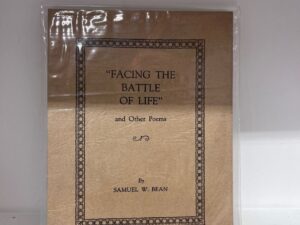 "FACING THE
BATTLE
OF LIFE"
and Other Poems
By
SAMUEL W. BEAN